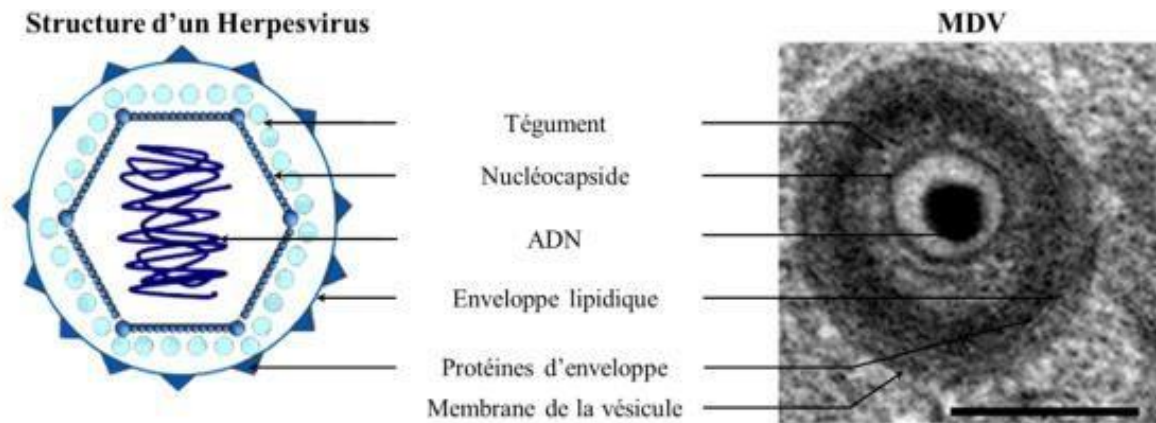 Structure d'un Herpesvirus
MDV
Tégument
Nucléocapside
ADN
Enveloppe lipidique
Protéines d'enveloppe
Membrane de la vésicule